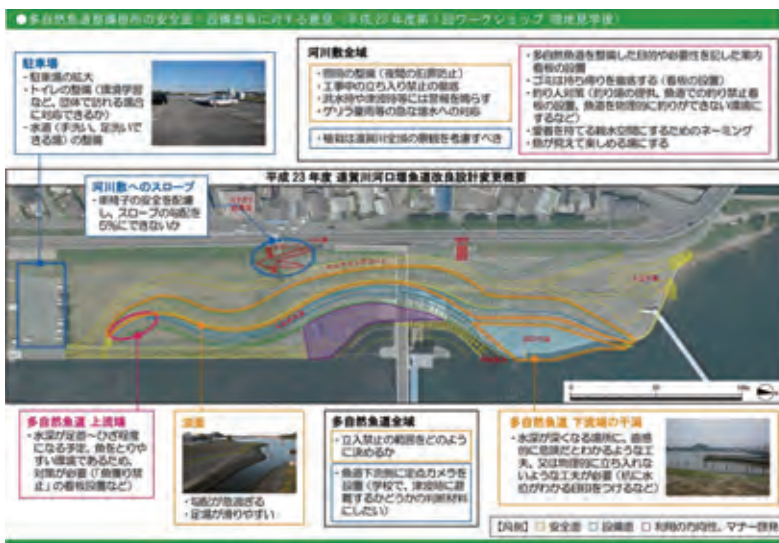 ●多自然魚道整備箇所の安全面・設備面等に対する意見（平成23年度第1回ワークショップ 現地見学後）
駐車場
・駐車場の拡大
・トイレの整備（環境学習
など、団体で訪れる場合
に対応できるか）
・水道（手洗い、足洗いで
きる場）の整備
河川敷全域
・照明の整備（夜間の犯罪防止）
・工事中の立ち入り禁止の徹底
・洪水時や津波時等には警報を鳴らす
・ゲリラ豪雨等の急な増水への対応
・植栽は遠賀川全域の景観を考慮すべき
・多自然魚道を整備した目的や必要性を記した案内
看板の設置
・ゴミは持ち帰りを徹底する（看板の設置）
・釣り人対策（釣り場の提供、魚道での釣り禁止看
板の設置、魚道を物理的に釣りができない環境に
するなど）
・愛着を持てる親水空間にするためのネーミング
・魚が見えて楽しめる場にする
平成23年度 遠賀川河口堰魚道改良設計変更概要
河川敷へのスロープ
・車椅子の安全を配慮
し、スロープの勾配を
5%にできないか
多自然魚道 上流端
・水深が足首～ひざ程度
になる予定。魚をとりや
すい環境であるため、
対策が必要（「魚獲り禁
止」の看板設置など）
・勾配が急過ぎる
・足場が滑りやすい
多自然魚道全域
・立入禁止の範囲をどのよう
に決めるか
・魚道下流側に定点カメラを
設置（学校で、津波時に避
難するかどうかの判断材料
にしたい）
多自然魚道 下流端の干潟
・水深が深くなる場所に、直感
的に危険だとわかるような工
夫、又は物理的に立ち入れな
いような工夫が必要（杭に水
位がわかる目印をつけるなど）
【凡例】 安全面 設備面 利用の方向性、マナー啓発